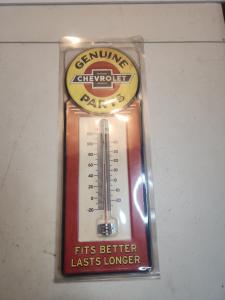 GENUINE
CHEVROLET
PARTS
FITS BETTER
LASTS LONGER